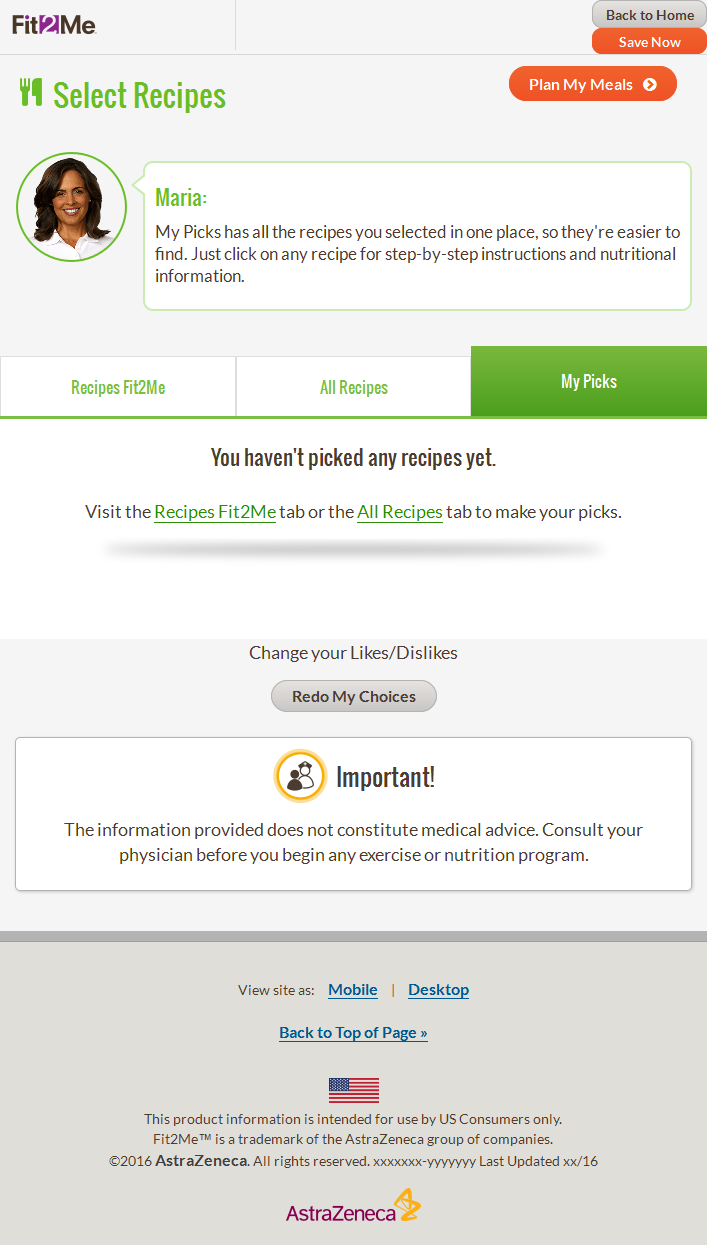 Fit2Me
Back to Home
Save Now
Select Recipes
Plan My Meals
Maria:
My Picks has all the recipes you selected in one place, so they're easier to
find. Just click on any recipe for step-by-step instructions and nutritional
information.
Recipes Fit2Me
All Recipes
My Picks
You haven't picked any recipes yet.
Visit the Recipes Fit2Me tab or the All Recipes tab to make your picks.
Change your Likes/Dislikes
Redo My Choices
Important!
The information provided does not constitute medical advice. Consult your
physician before you begin any exercise or nutrition program.
View site as: Mobile | Desktop
Back to Top of Page »
This product information is intended for use by US Consumers only.
Fit2Me™ is a trademark of the AstraZeneca group of companies.
©2016 AstraZeneca. All rights reserved. xxxxxxx-yyyyyyy Last Updated xx/16
AstraZeneca